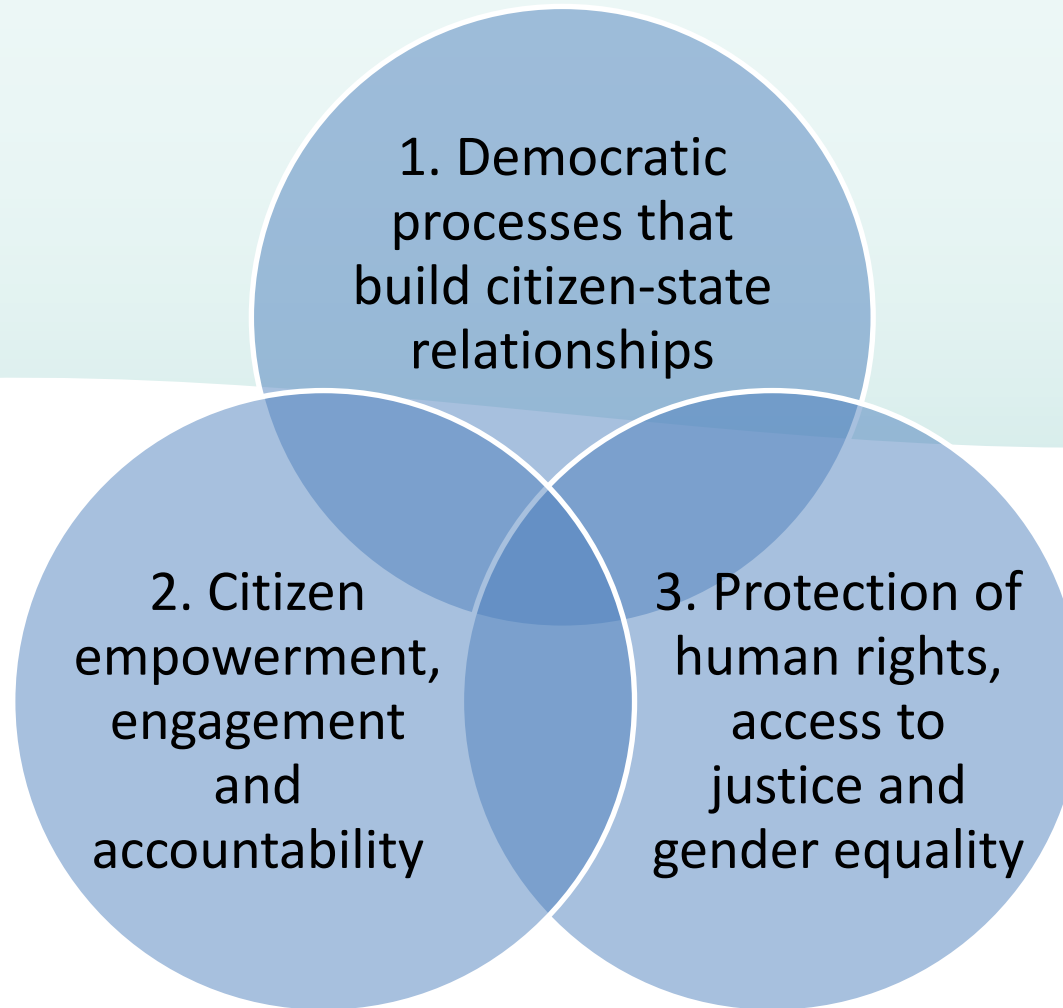 1. Democratic
processes that
build citizen-state
relationships
2. Citizen
empowerment,
engagement
and
accountability
3. Protection of
human rights,
access to
justice and
gender equality